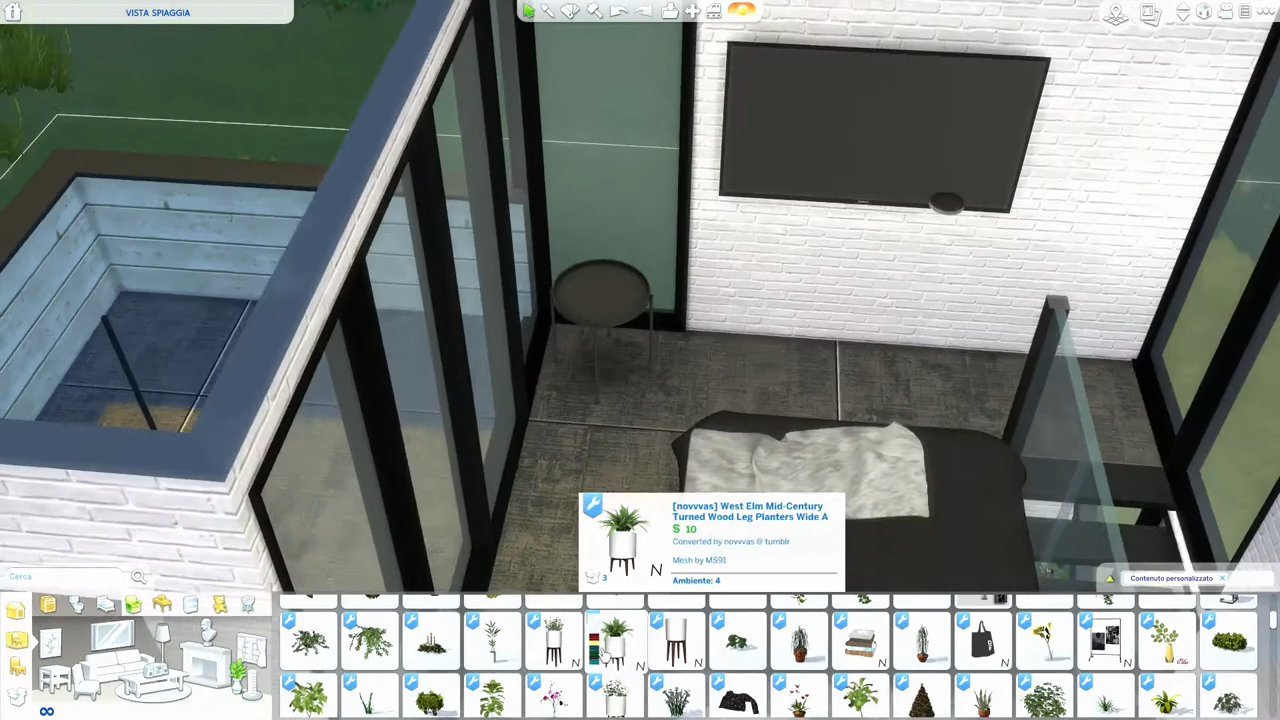 VISTA SPIAGGIA
[novvvas] West Elm Mid-Century
Turned Wood Leg Planters Wide A
§ 10
Converted by novvvas @ tumblr
Mesh by MS91
3
N
Ambiente: 4
Contenuto personalizzato
Cerca
N
N
N
N
N
N
N